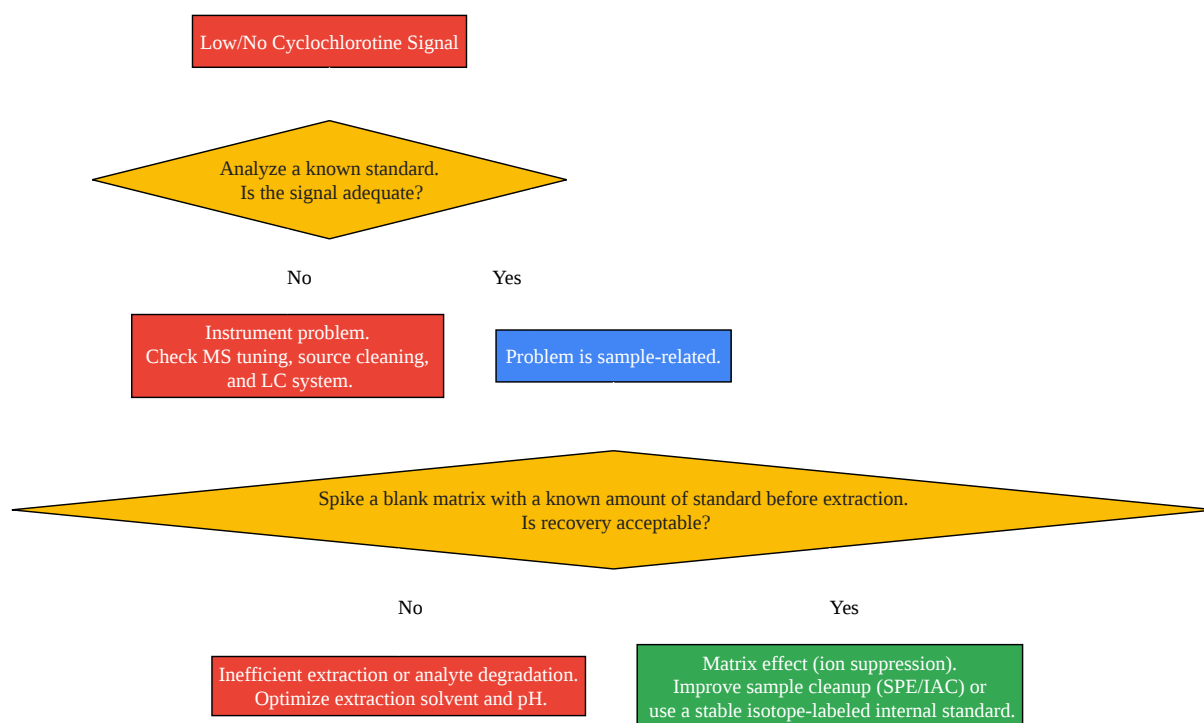 Low/No Cyclochlorotine Signal
Analyze a known standard.
Is the signal adequate?
No
Yes
Instrument problem.
Check MS tuning, source cleaning,
and LC system.
Problem is sample-related.
Spike a blank matrix with a known amount of standard before extraction.
Is recovery acceptable?
No
Yes
Inefficient extraction or analyte degradation.
Optimize extraction solvent and pH.
Matrix effect (ion suppression).
Improve sample cleanup (SPE/IAC) or
use a stable isotope-labeled internal standard.